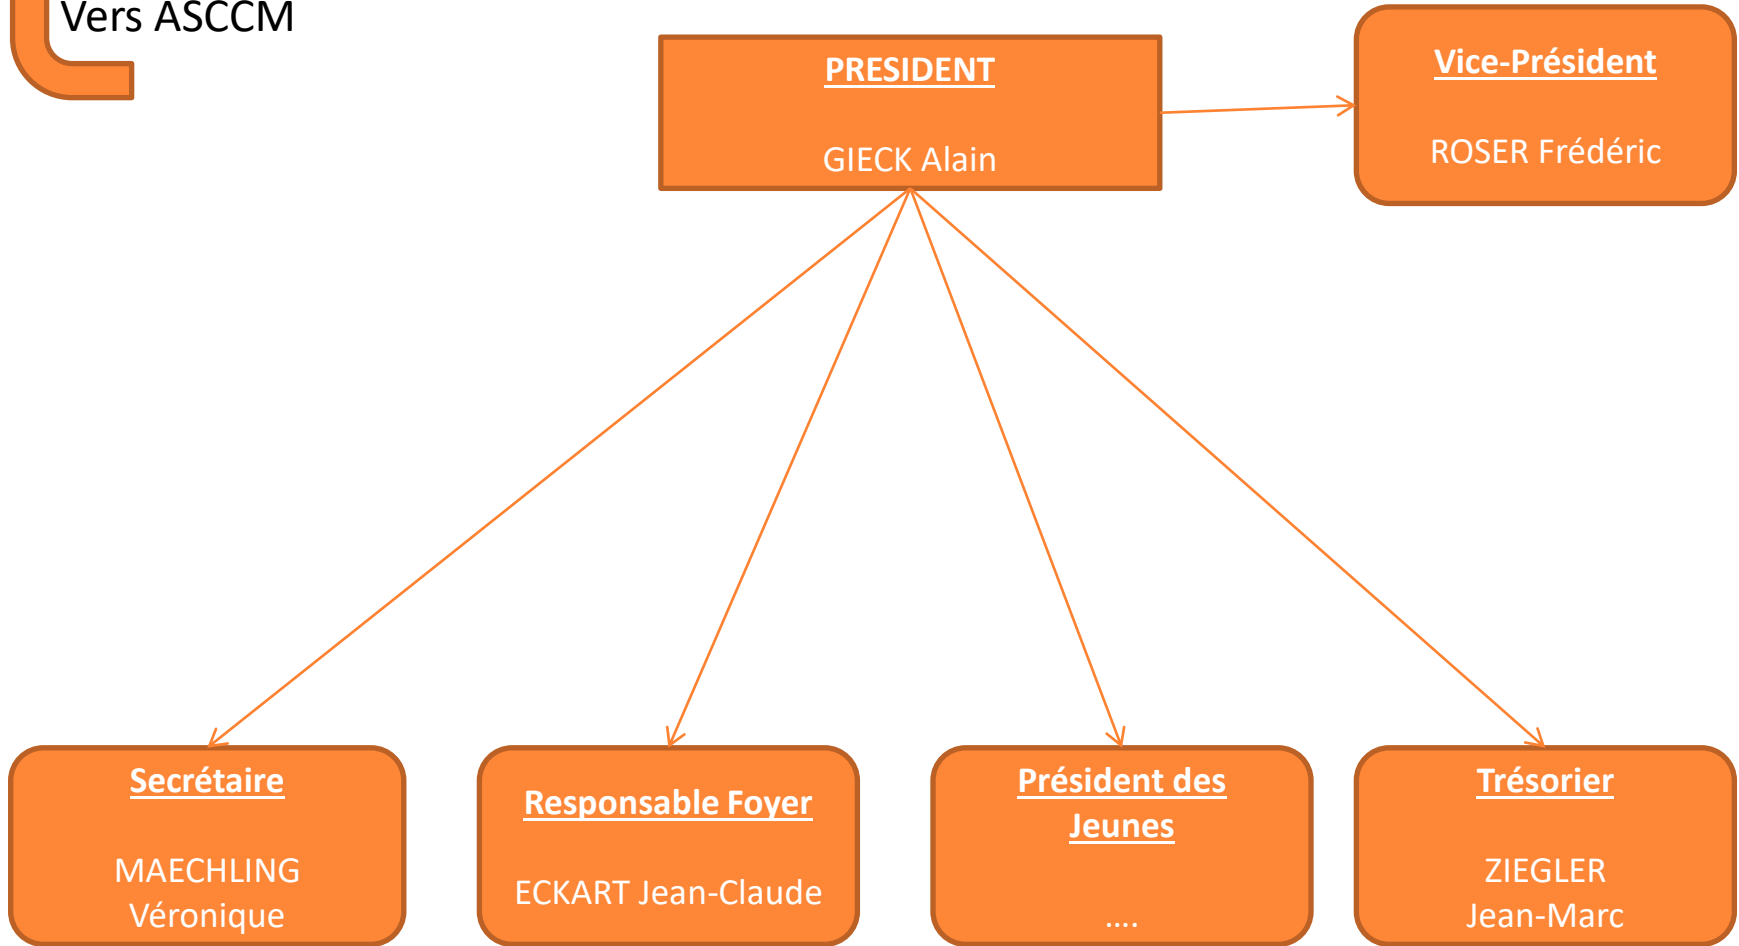 Vers ASCCM
PRESIDENT
GIECK Alain
Vice-Président
ROSER Frédéric
Secrétaire
MAECHLING
Véronique
Responsable Foyer
ECKART Jean-Claude
Président des
Jeunes
....
Trésorier
ZIEGLER
Jean-Marc